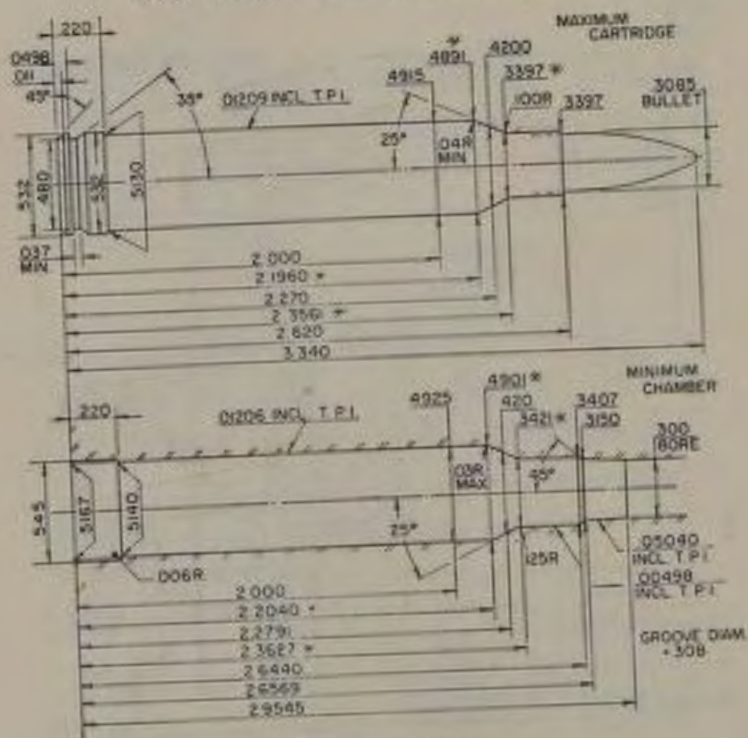 MAXIMUM
CARTRIDGE
220
0498
011
45°
35°
01209 INCL. T.P.I.
4915
*
4891
4200
3397 *
100R
3397
3085
BULLET
25°
.04R
MIN
532
480
532
5130
037
MIN
2.000
2.1960 *
2.270
2.3561 *
2.620
3.340
MINIMUM
CHAMBER
220
01206 INCL. T.P.I.
4925
4901 *
420
3421 *
3407
3150
300
BORE
545
5167
5140
.03R
MAX
45°
25°
.006R
125R
.05040
INCL. T.P.I.
.00498
INCL. T.P.I.
GROOVE DIAM.
• 308
2.000
2.2040 *
2.2791
2.3627 *
2.6440
2.6569
2.9545